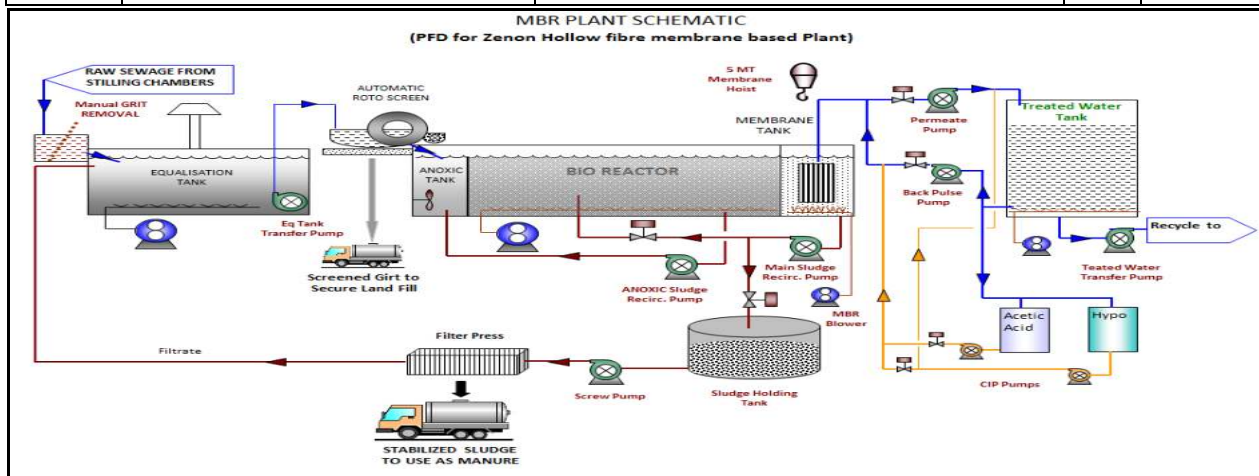 MBR PLANT SCHEMATIC
(PFD for Zenon Hollow fibre membrane based Plant)
RAW SEWAGE FROM
STILLING CHAMBERS
Manual GRIT
REMOVAL
EQUALISATION
TANK
Eq Tank
Transfer Pump
AUTOMATIC
ROTO SCREEN
Screened Girt to
Secure Land Fill
ANOXIC
TANK
BIO REACTOR
5 MT
Membrane
Hoist
MEMBRANE
TANK
Permeate
Pump
Back Pulse
Pump
Treated Water
Tank
Recycle to
Teated Water
Transfer Pump
Main Sludge
Recirc. Pump
ANOXIC Sludge
Recirc. Pump
MBR
Blower
Acetic
Acid
Hypo
CIP Pumps
Sludge Holding
Tank
Screw Pump
Filter Press
Filtrate
STABILIZED SLUDGE
TO USE AS MANURE